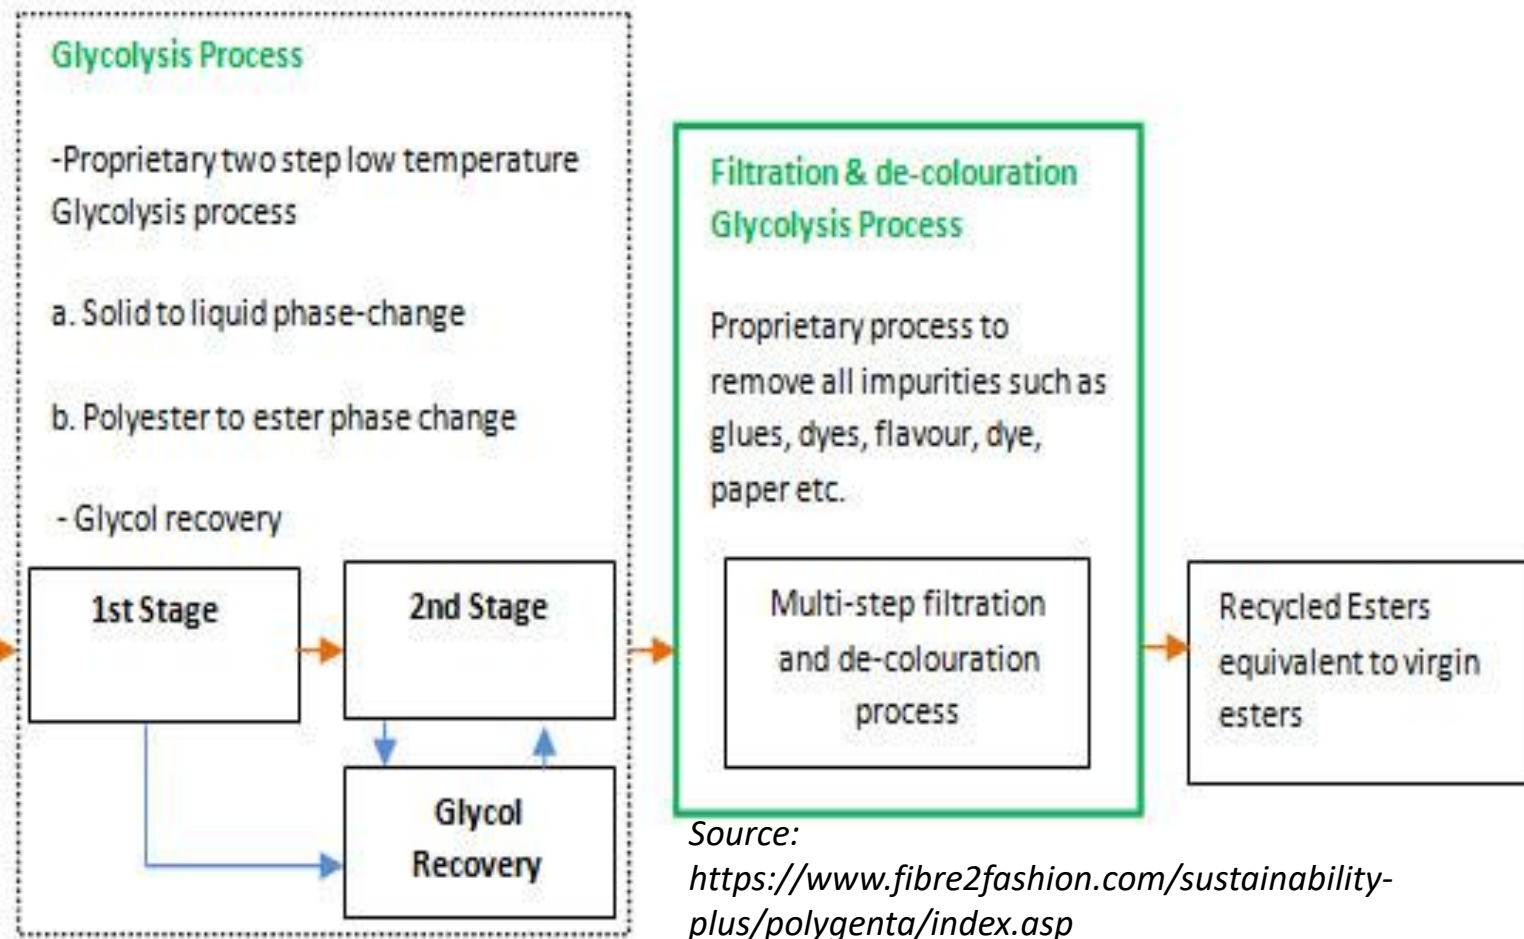 Glycolysis Process
-Proprietary two step low temperature
Glycolysis process
a. Solid to liquid phase-change
b. Polyester to ester phase change
- Glycol recovery
1st Stage
2nd Stage
Glycol
Recovery
Filtration & de-colouration
Glycolysis Process
Proprietary process to
remove all impurities such as
glues, dyes, flavour, dye,
paper etc.
Multi-step filtration
and de-colouration
process
Recycled Esters
equivalent to virgin
esters
Source:
https://www.fibre2fashion.com/sustainability-
plus/polygenta/index.asp